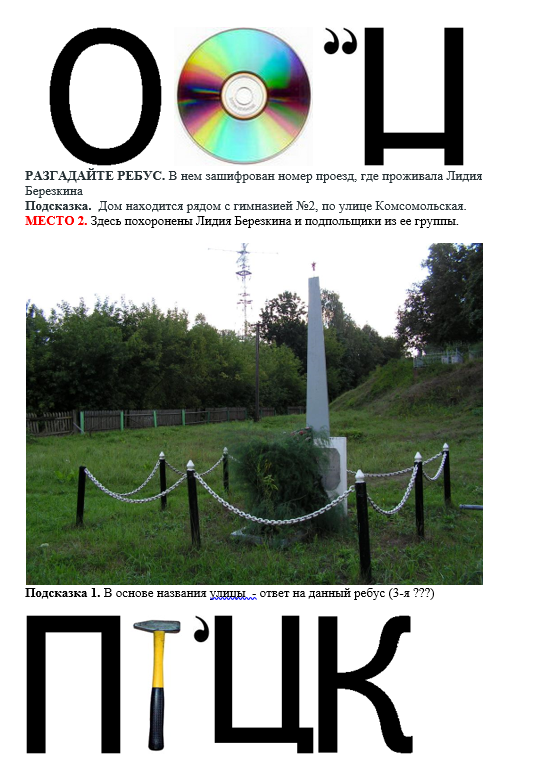 О ,, Н
РАЗГАДАЙТЕ РЕБУС. В нем зашифрован номер проезд, где проживала Лидия
Березкина
Подсказка. Дом находится рядом с гимназией №2, по улице Комсомольская.
МЕСТО 2. Здесь похоронены Лидия Березкина и подпольщики из ее группы.
Подсказка 1. В основе названия улицы - ответ на данный ребус (3-я ???)
П , ЦК